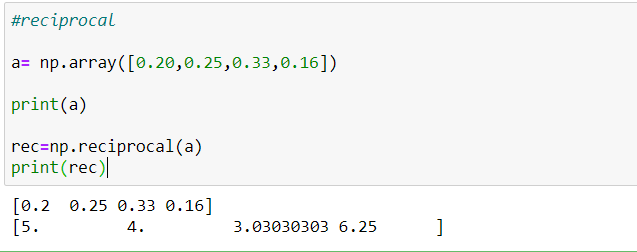 #reciprocal
a= np.array([0.20,0.25,0.33,0.16])
print(a)
rec=np.reciprocal(a)
print(rec)
[0.2  0.25 0.33 0.16]
[5.         4.         3.03030303 6.25      ]